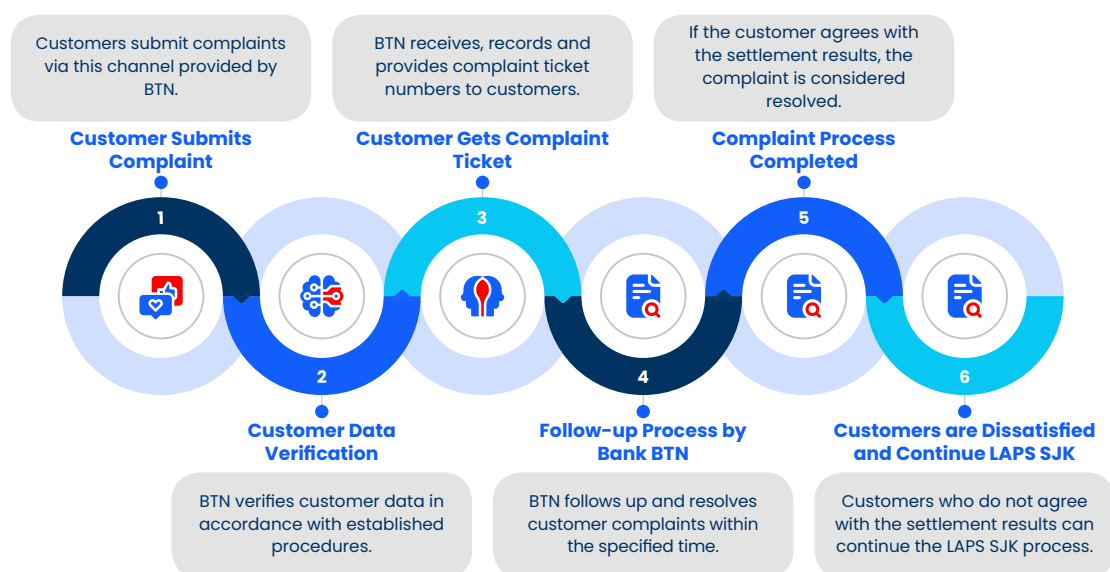 Customers submit complaints
via this channel provided by
BTN.
Customer Submits
Complaint
1
Customer Data
Verification
2
BTN verifies customer data in
accordance with established
procedures.
BTN receives, records and
provides complaint ticket
numbers to customers.
Customer Gets Complaint
Ticket
3
4
Follow-up Process by
Bank BTN
BTN follows up and resolves
customer complaints within
the specified time.
If the customer agrees with
the settlement results, the
complaint is considered
resolved.
Complaint Process
Completed
5
6
Customers are Dissatisfied
and Continue LAPS SJK
Customers who do not agree
with the settlement results can
continue the LAPS SJK process.